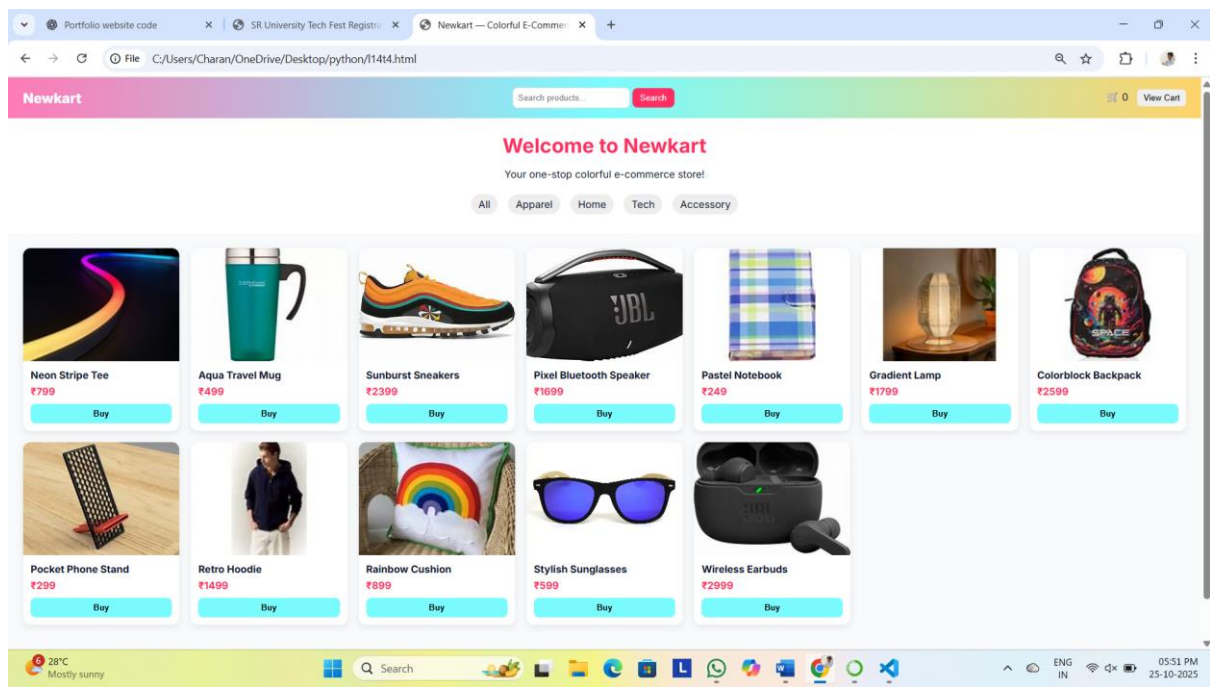 Portfolio website code
SR University Tech Fest Registra
Newkart — Colorful E-Commer
File C:/Users/Charan/OneDrive/Desktop/python/l14t4.html
Newkart
Search products...
Search
0
View Cart
Welcome to Newkart
Your one-stop colorful e-commerce store!
All Apparel Home Tech Accessory
JBL
SPACE
Neon Stripe Tee Aqua Travel Mug Sunburst Sneakers Pixel Bluetooth Speaker Pastel Notebook Gradient Lamp Colorblock Backpack
₹799 ₹499 ₹2399 ₹1699 ₹249 ₹1799 ₹2599
Buy Buy Buy Buy Buy Buy Buy
JBL
Pocket Phone Stand Retro Hoodie Rainbow Cushion Stylish Sunglasses Wireless Earbuds
₹299 ₹1499 ₹899 ₹599 ₹2999
Buy Buy Buy Buy Buy
6 28°C
Mostly sunny
Search
L
W
ENG
IN
05:51 PM
25-10-2025